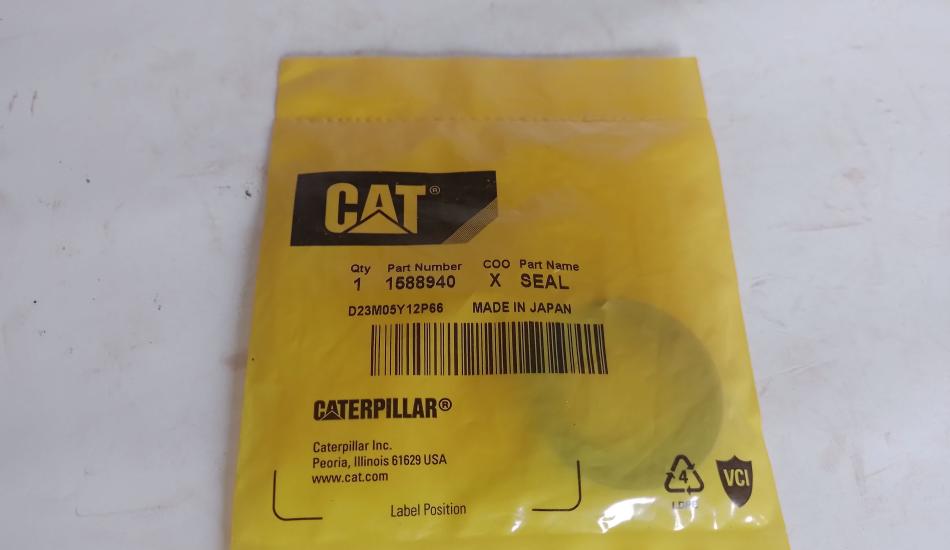 CAT®
Qty Part Number COO Part Name
1 1588940 X SEAL
D23M05Y12P66 MADE IN JAPAN
CATERPILLAR®
Caterpillar Inc.
Peoria, Illinois 61629 USA
www.cat.com
Label Position
4
LDPE
VCI